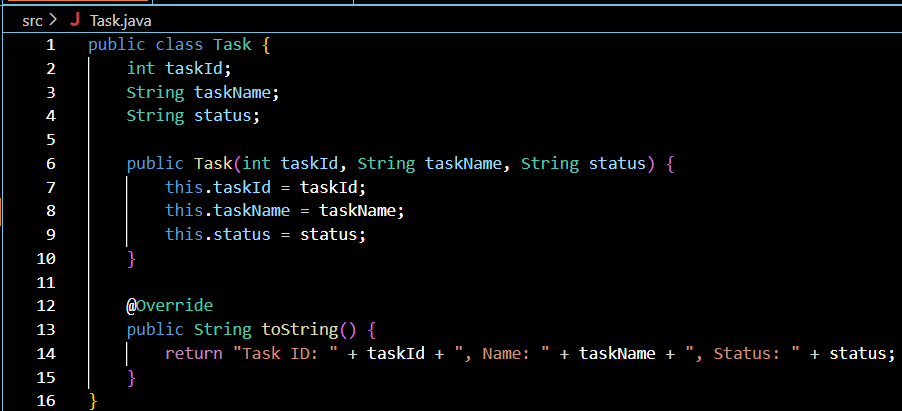 src > J Task.java
1 public class Task {
2     int taskId;
3     String taskName;
4     String status;
5
6     public Task(int taskId, String taskName, String status) {
7         this.taskId = taskId;
8         this.taskName = taskName;
9         this.status = status;
10     }
11
12     @Override
13     public String toString() {
14         return "Task ID: " + taskId + ", Name: " + taskName + ", Status: " + status;
15     }
16 }